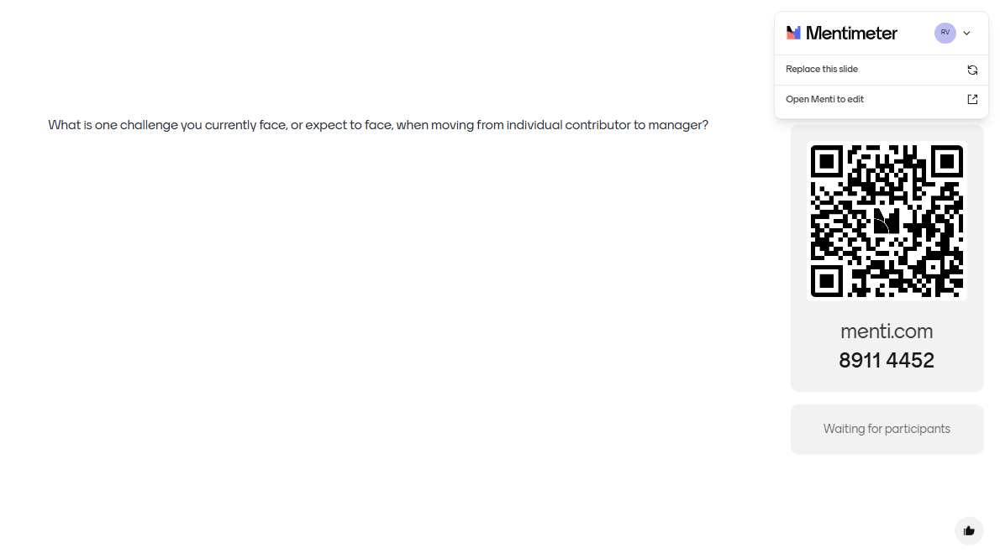 Mentimeter
RV
Replace this slide
Open Menti to edit
What is one challenge you currently face, or expect to face, when moving from individual contributor to manager?
menti.com
8911 4452
Waiting for participants